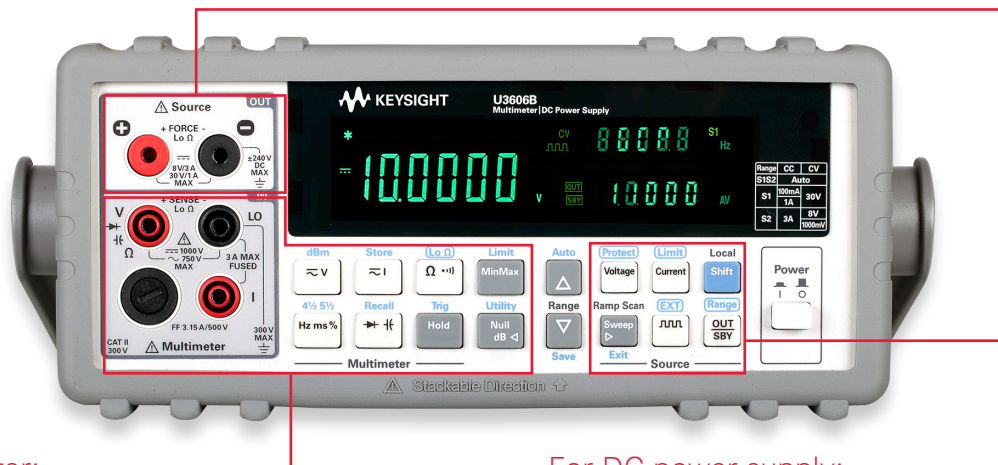 Source
OUT
+ FORCE -
Lo Ω
8V/3A
30V/1A
MAX
±240 V
DC
MAX
+ SENSE -
Lo Ω
V
LO
Ω
1000 V
750 V
MAX
3 A MAX
FUSED
I
FF 3.15 A/500 V
300 V
MAX
CAT II
300 V
Multimeter
KEYSIGHT
U3606B
Multimeter|DC Power Supply
*
CV
S1
Hz
10.0000
V
OUT
SBY
10.000
AV
Range CC CV
S1S2 Auto
S1 100mA 30V
1A
S2 3A 8V
1000mV
dBm Store Lo Ω Limit
V I Ω MinMax
4½ 5½ Recall Trig Utility
Hz ms% Hold Null
dB
Multimeter
Auto
Range
Save
Protect Limit Local
Voltage Current Shift
Ramp Scan EXT Range
Sweep OUT
SBY
Exit
Source
Power
I O
Stackable Direction
For DC power supply: